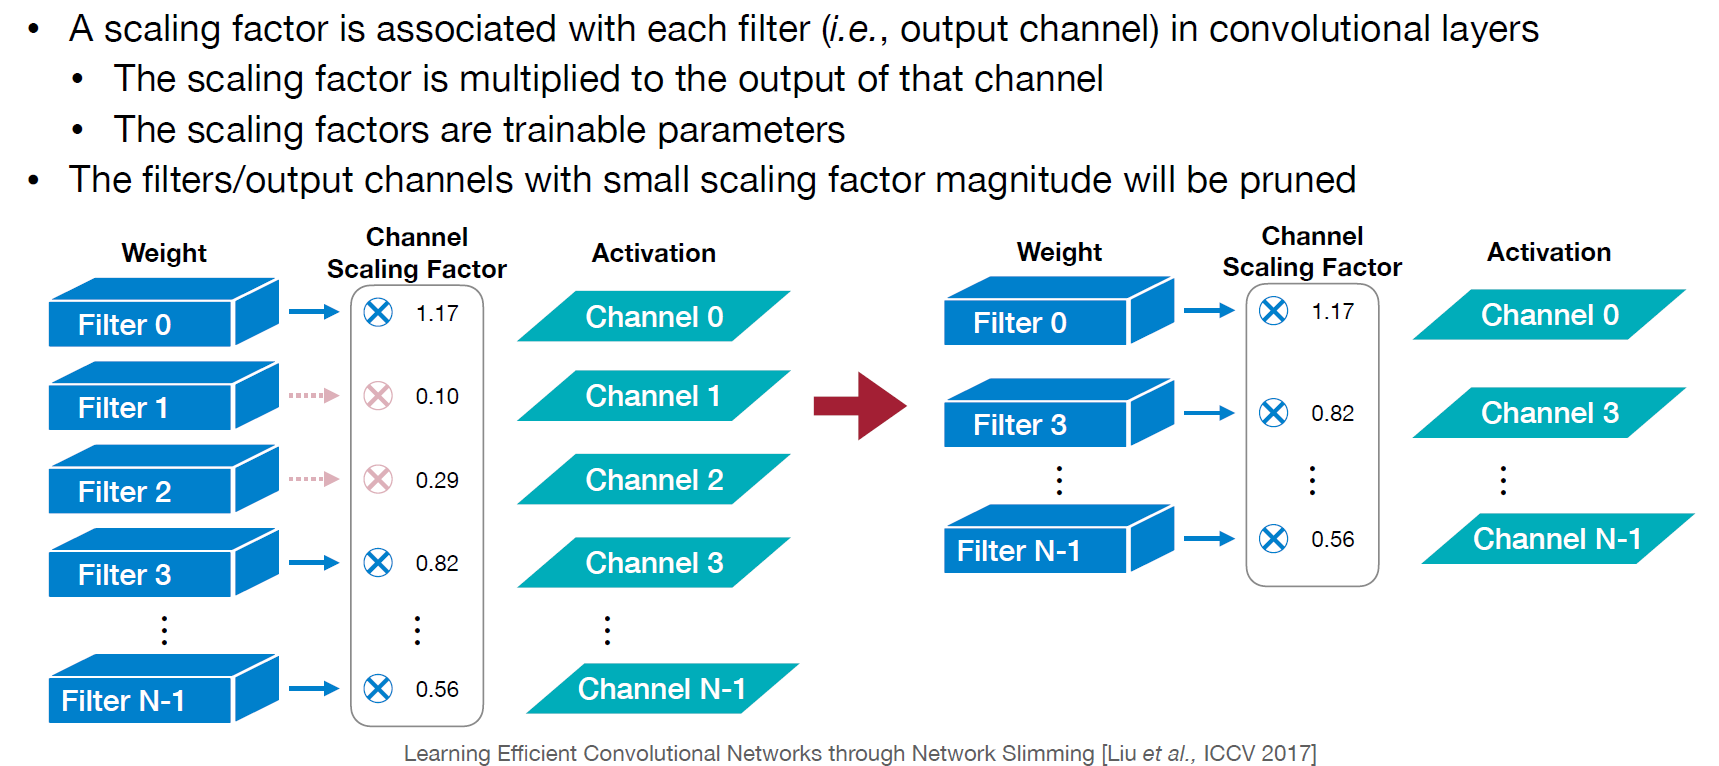 • A scaling factor is associated with each filter (i.e., output channel) in convolutional layers
• The scaling factor is multiplied to the output of that channel
• The scaling factors are trainable parameters
• The filters/output channels with small scaling factor magnitude will be pruned
Weight
Channel
Scaling Factor
Activation
Filter 0
1.17
Channel 0
Filter 1
0.10
Channel 1
Filter 2
0.29
Channel 2
Filter 3
0.82
Channel 3
Filter N-1
0.56
Channel N-1
Weight
Channel
Scaling Factor
Activation
Filter 0
1.17
Channel 0
Filter 3
0.82
Channel 3
Filter N-1
0.56
Channel N-1
Learning Efficient Convolutional Networks through Network Slimming [Liu et al., ICCV 2017]